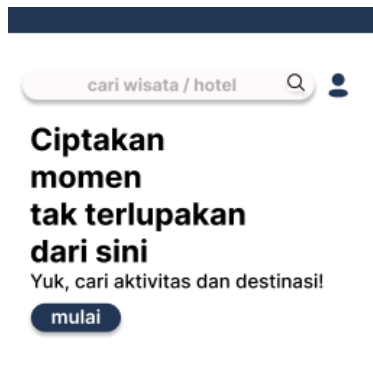 cari wisata / hotel
Ciptakan
momen
tak terlupakan
dari sini
Yuk, cari aktivitas dan destinasi!
mulai